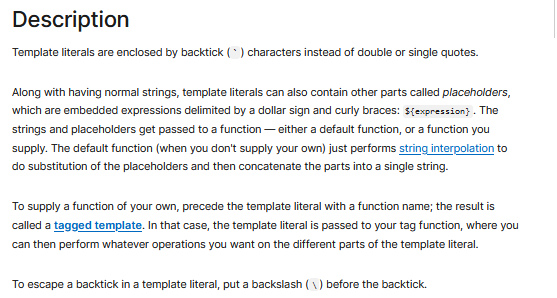 Description
Template literals are enclosed by backtick (`) characters instead of double or single quotes.
Along with having normal strings, template literals can also contain other parts called placeholders,
which are embedded expressions delimited by a dollar sign and curly braces: ${expression}. The
strings and placeholders get passed to a function — either a default function, or a function you
supply. The default function (when you don't supply your own) just performs string interpolation to
do substitution of the placeholders and then concatenate the parts into a single string.
To supply a function of your own, precede the template literal with a function name; the result is
called a tagged template. In that case, the template literal is passed to your tag function, where you
can then perform whatever operations you want on the different parts of the template literal.
To escape a backtick in a template literal, put a backslash (\) before the backtick.